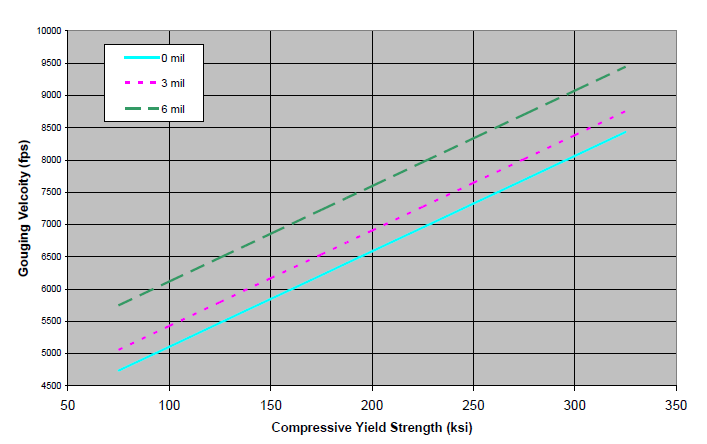 10000
9500
9000
8500
8000
7500
7000
6500
6000
5500
5000
4500
0 mil
3 mil
6 mil
Gouging Velcoity (fps)
50 100 150 200 250 300 350
Compressive Yield Strength (ksi)